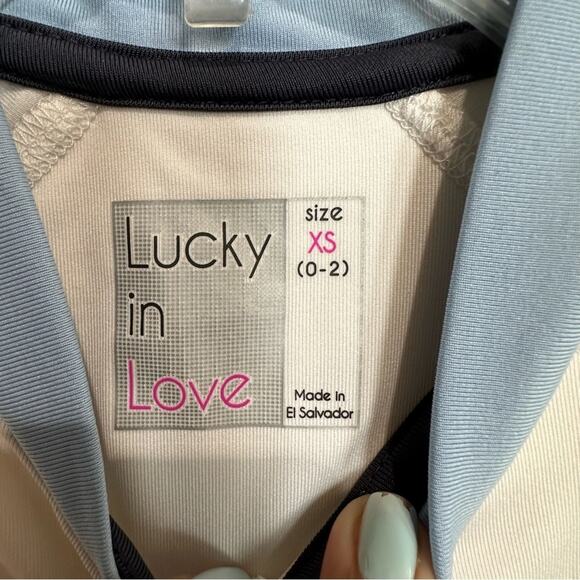 Lucky
in
Love
size
XS
(0-2)
Made in
El Salvador